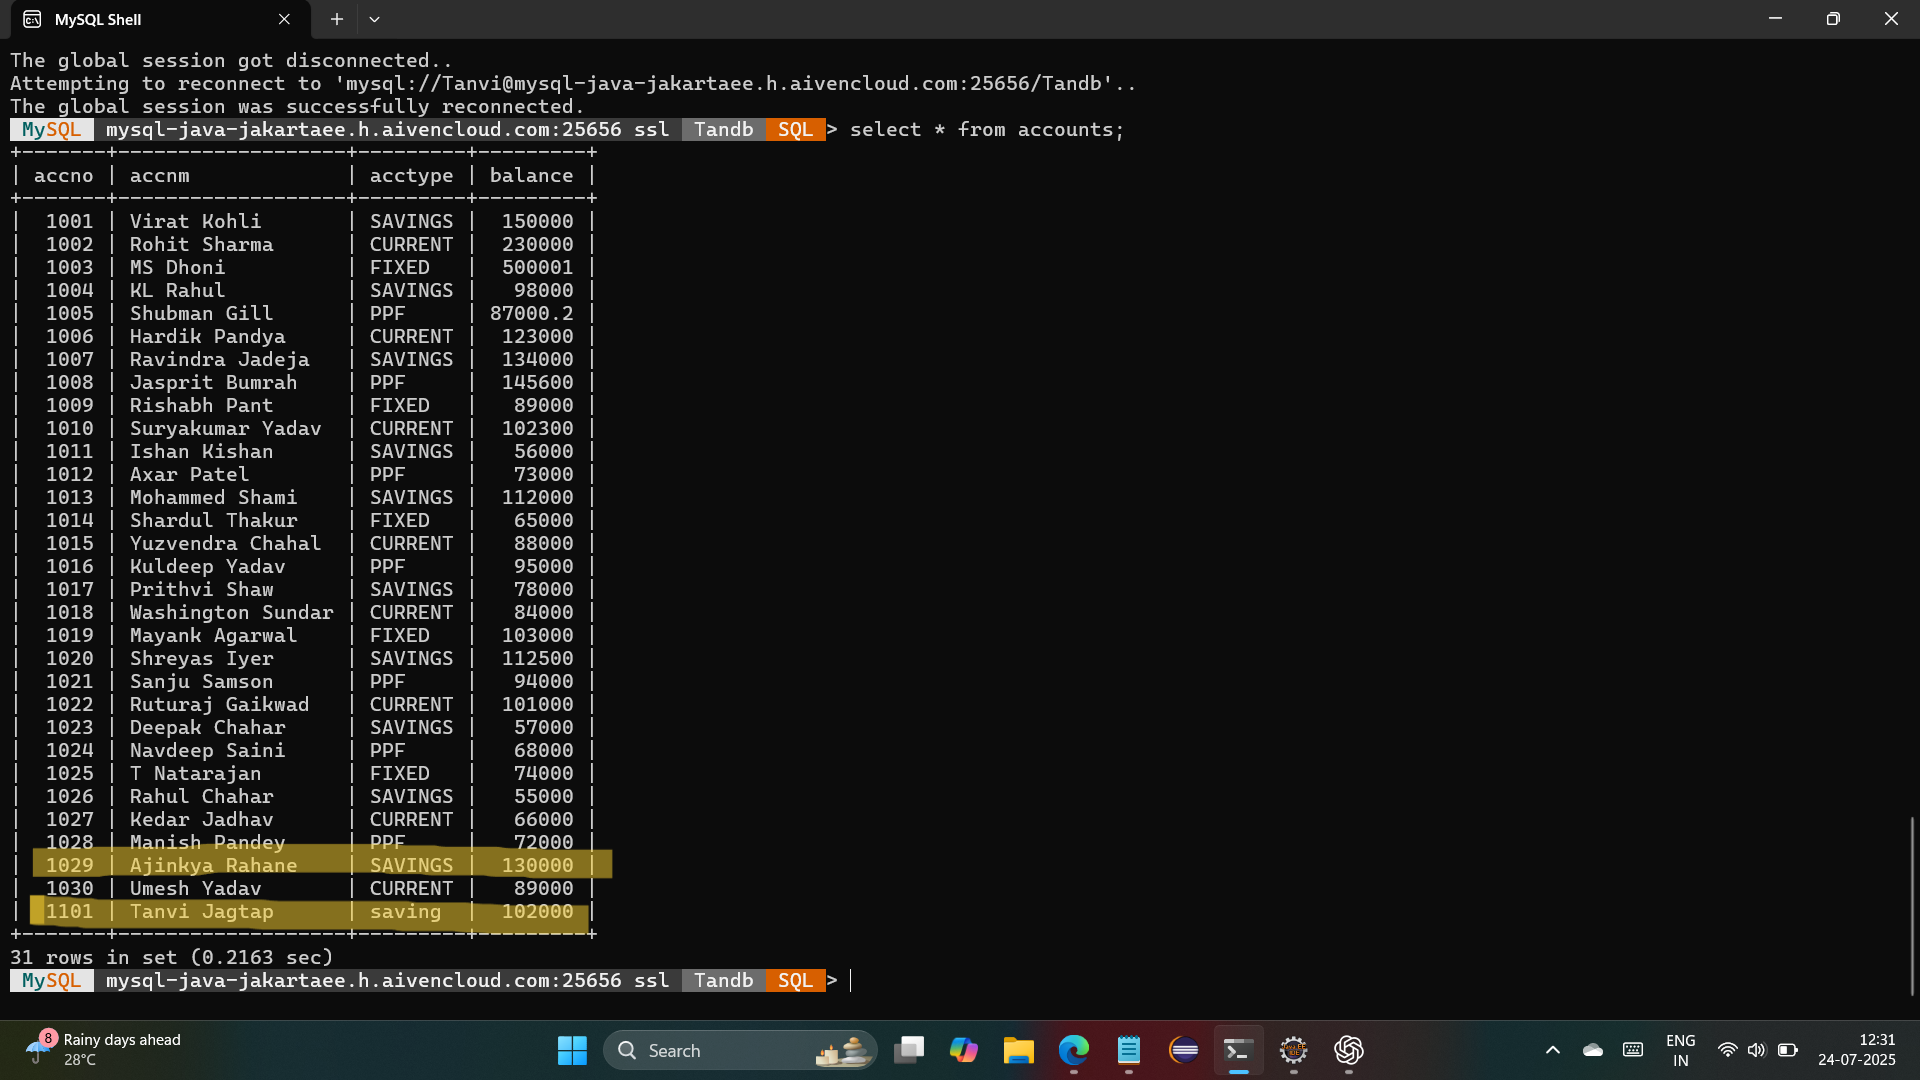 MySQL Shell
The global session got disconnected..
Attempting to reconnect to 'mysql://Tanvi@mysql-java-jakartaee.h.aivencloud.com:25656/Tandb'..
The global session was successfully reconnected.
MySQL mysql-java-jakartaee.h.aivencloud.com:25656 ssl Tandb SQL > select * from accounts;
+-------+------------------+---------+---------+
| accno | accnm | acctype | balance |
+-------+------------------+---------+---------+
| 1001 | Virat Kohli | SAVINGS | 150000 |
| 1002 | Rohit Sharma | CURRENT | 230000 |
| 1003 | MS Dhoni | FIXED | 500001 |
| 1004 | KL Rahul | SAVINGS | 98000 |
| 1005 | Shubman Gill | PPF | 87000.2 |
| 1006 | Hardik Pandya | CURRENT | 123000 |
| 1007 | Ravindra Jadeja | SAVINGS | 134000 |
| 1008 | Jasprit Bumrah | PPF | 145600 |
| 1009 | Rishabh Pant | FIXED | 89000 |
| 1010 | Suryakumar Yadav | CURRENT | 102300 |
| 1011 | Ishan Kishan | SAVINGS | 56000 |
| 1012 | Axar Patel | PPF | 73000 |
| 1013 | Mohammed Shami | SAVINGS | 112000 |
| 1014 | Shardul Thakur | FIXED | 65000 |
| 1015 | Yuzvendra Chahal | CURRENT | 88000 |
| 1016 | Kuldeep Yadav | PPF | 95000 |
| 1017 | Prithvi Shaw | SAVINGS | 78000 |
| 1018 | Washington Sundar | CURRENT | 84000 |
| 1019 | Mayank Agarwal | FIXED | 103000 |
| 1020 | Shreyas Iyer | SAVINGS | 112500 |
| 1021 | Sanju Samson | PPF | 94000 |
| 1022 | Ruturaj Gaikwad | CURRENT | 101000 |
| 1023 | Deepak Chahar | SAVINGS | 57000 |
| 1024 | Navdeep Saini | PPF | 68000 |
| 1025 | T Natarajan | FIXED | 74000 |
| 1026 | Rahul Chahar | SAVINGS | 55000 |
| 1027 | Kedar Jadhav | CURRENT | 66000 |
| 1028 | Manish Pandey | PPF | 72000 |
| 1029 | Ajinkya Rahane | SAVINGS | 130000 |
| 1030 | Umesh Yadav | CURRENT | 89000 |
| 1101 | Tanvi Jagtap | saving | 102000 |
+-------+------------------+---------+---------+
31 rows in set (0.2163 sec)
MySQL mysql-java-jakartaee.h.aivencloud.com:25656 ssl Tandb SQL >
8 Rainy days ahead
28°C
Search
ENG
IN
12:31
24-07-2025